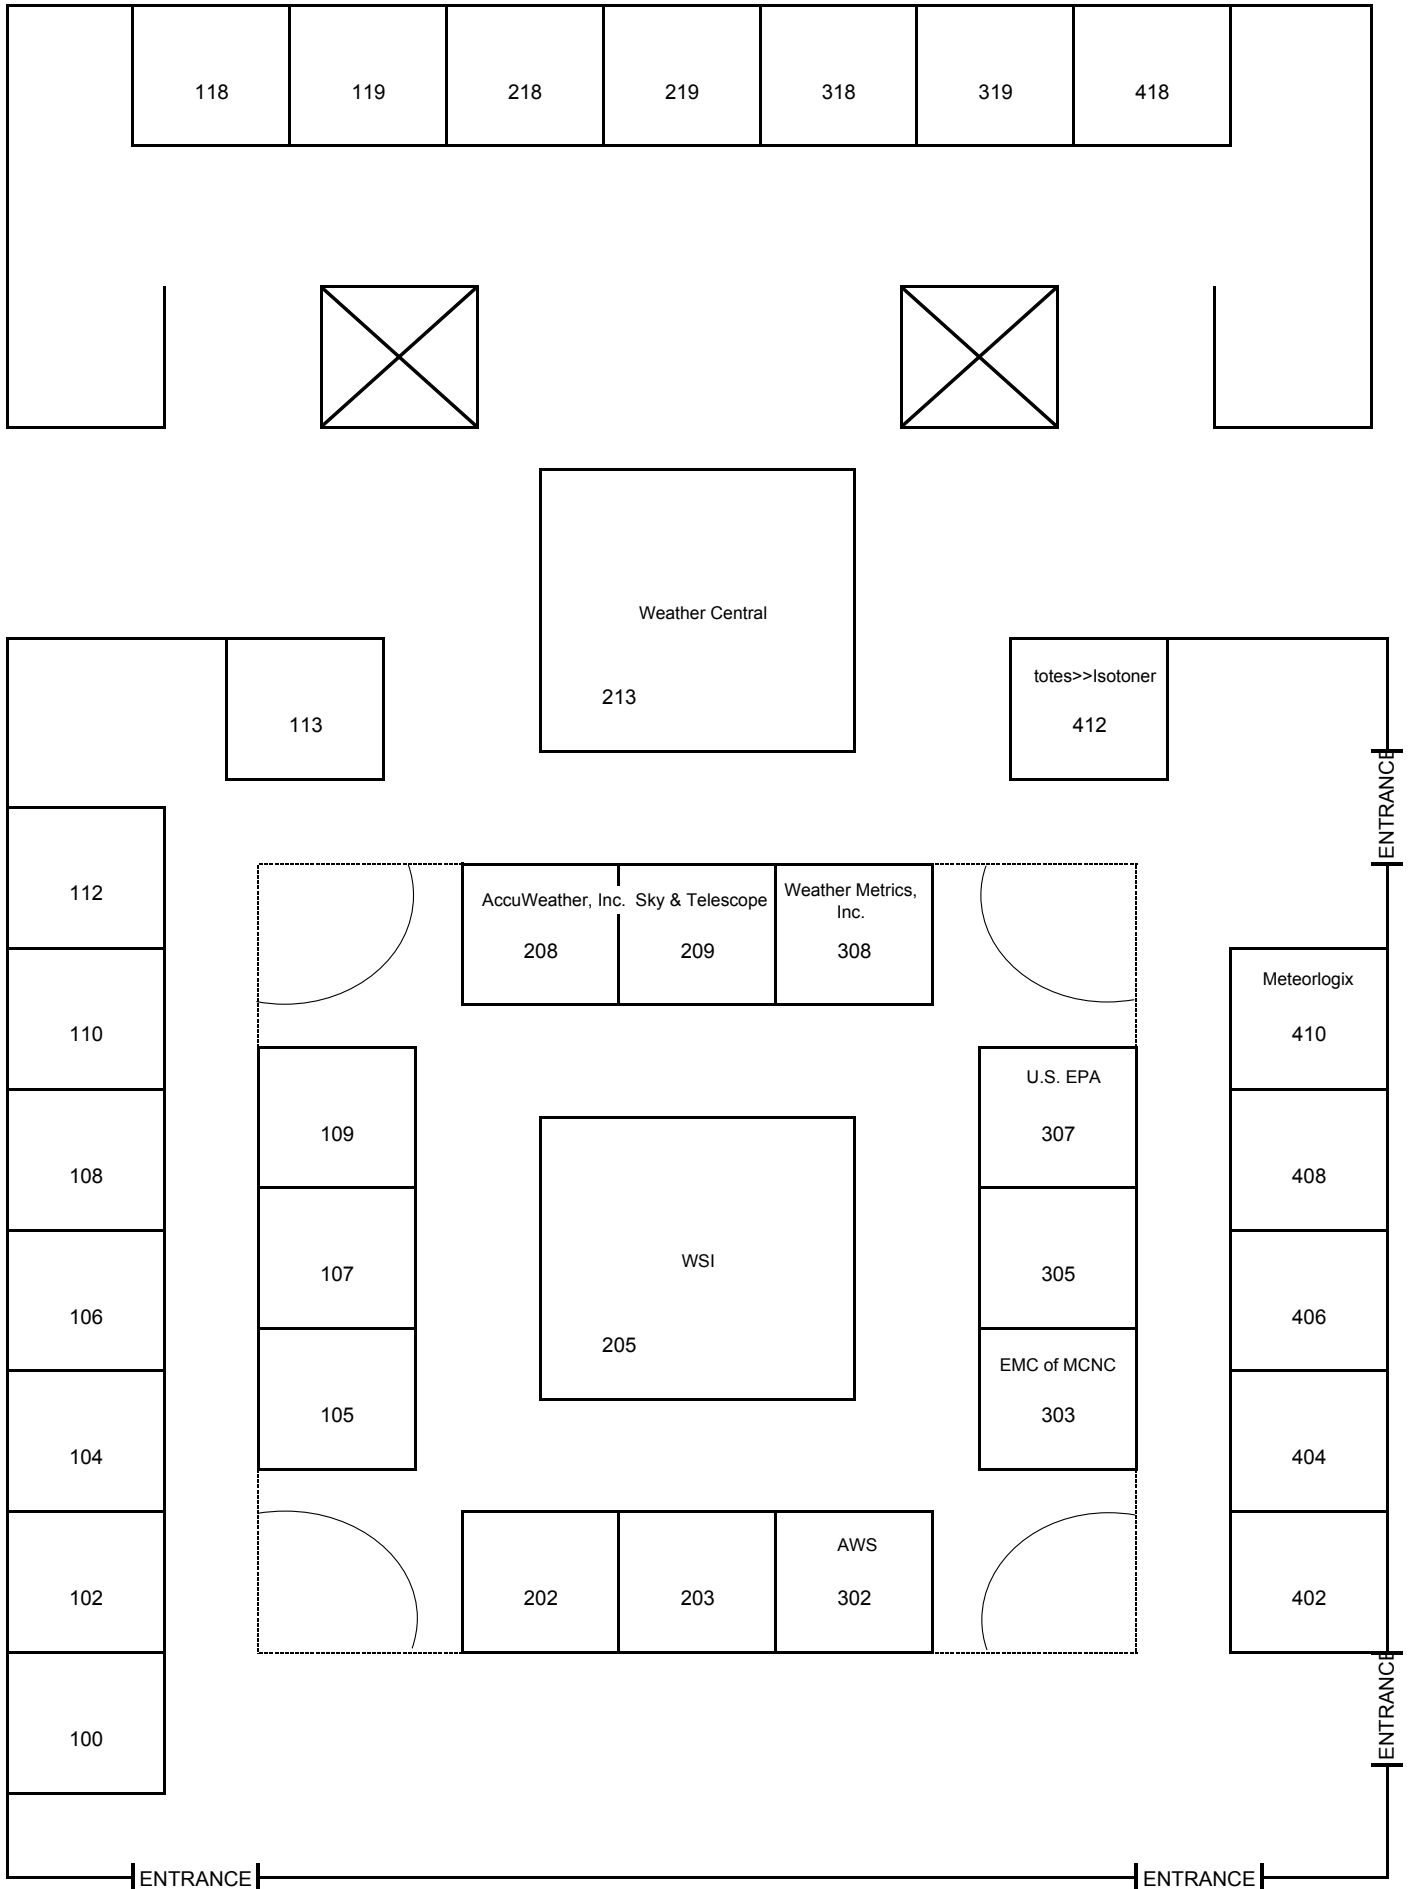 118 119 218 219 318 319 418
Weather Central
213
totes>>Isotoner
113
412
ENTRANCE
112
AccuWeather, Inc. Sky & Telescope
Weather Metrics,
Inc.
208 209 308
Meteorlogix
110
410
U.S. EPA
109
307
108
408
WSI
107
305
106
406
205
EMC of MCNC
105
303
104
404
AWS
102
202 203 302
402
ENTRANCE
100
ENTRANCE
ENTRANCE